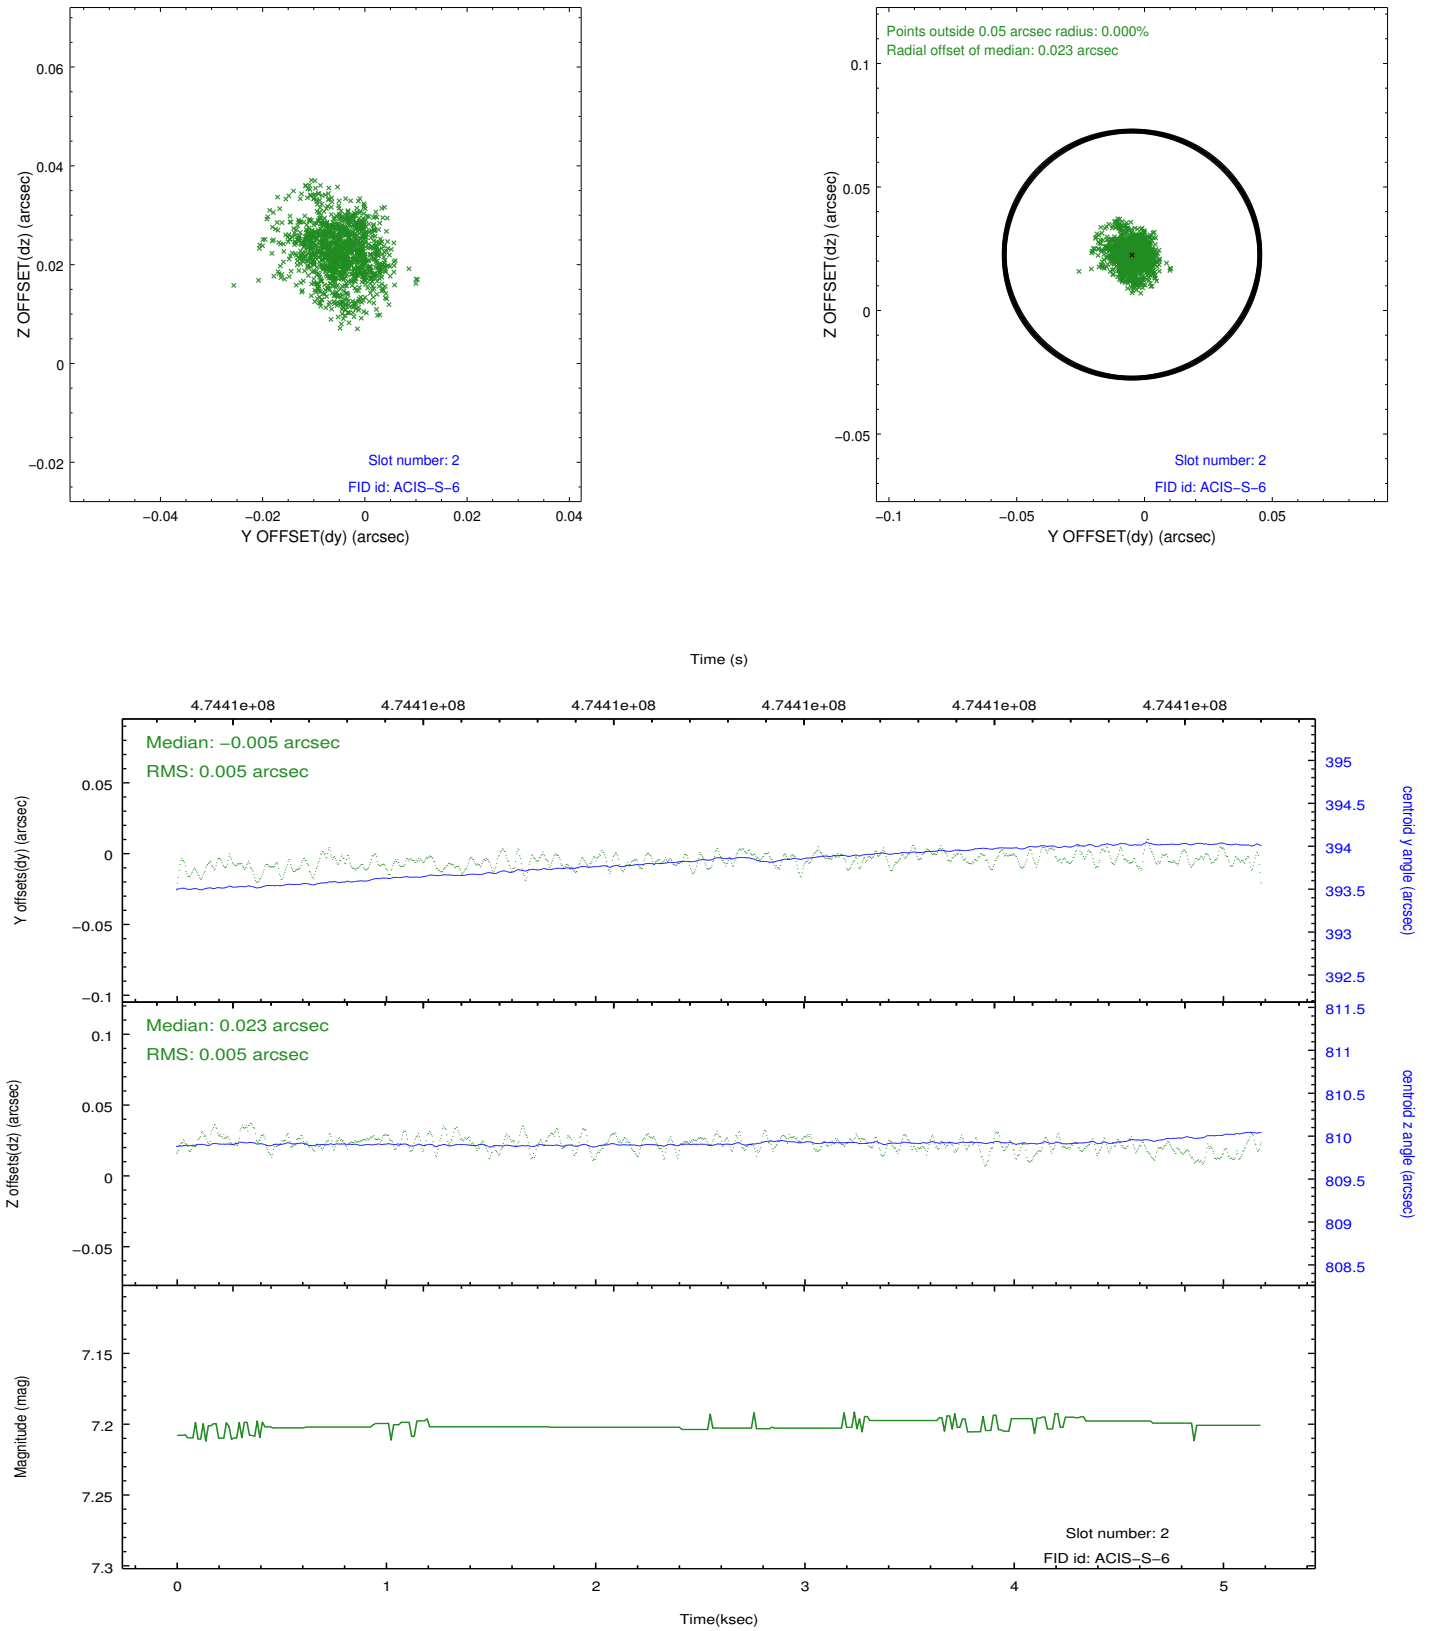 0.06
0.04
0.02
0
−0.02
−0.04
−0.02
0
0.02
0.04
Z OFFSET(dz) (arcsec)
Y OFFSET(dy) (arcsec)
Slot number: 2
FID id: ACIS−S−6
Points outside 0.05 arcsec radius: 0.000%
Radial offset of median: 0.023 arcsec
0.1
0.05
0
−0.05
−0.1
−0.05
0
0.05
Z OFFSET(dz) (arcsec)
Y OFFSET(dy) (arcsec)
Slot number: 2
FID id: ACIS−S−6
Time (s)
4.7441e+08 4.7441e+08 4.7441e+08 4.7441e+08 4.7441e+08 4.7441e+08
Median: −0.005 arcsec
RMS: 0.005 arcsec
0.05
0
−0.05
−0.1
Y offsets(dy) (arcsec)
395
394.5
394
393.5
393
392.5
centroid y angle (arcsec)
Median: 0.023 arcsec
RMS: 0.005 arcsec
0.1
0.05
0
−0.05
Z offsets(dz) (arcsec)
811.5
811
810.5
810
809.5
809
808.5
centroid z angle (arcsec)
7.15
7.2
7.25
7.3
Magnitude (mag)
Slot number: 2
FID id: ACIS−S−6
0 1 2 3 4 5
Time(ksec)